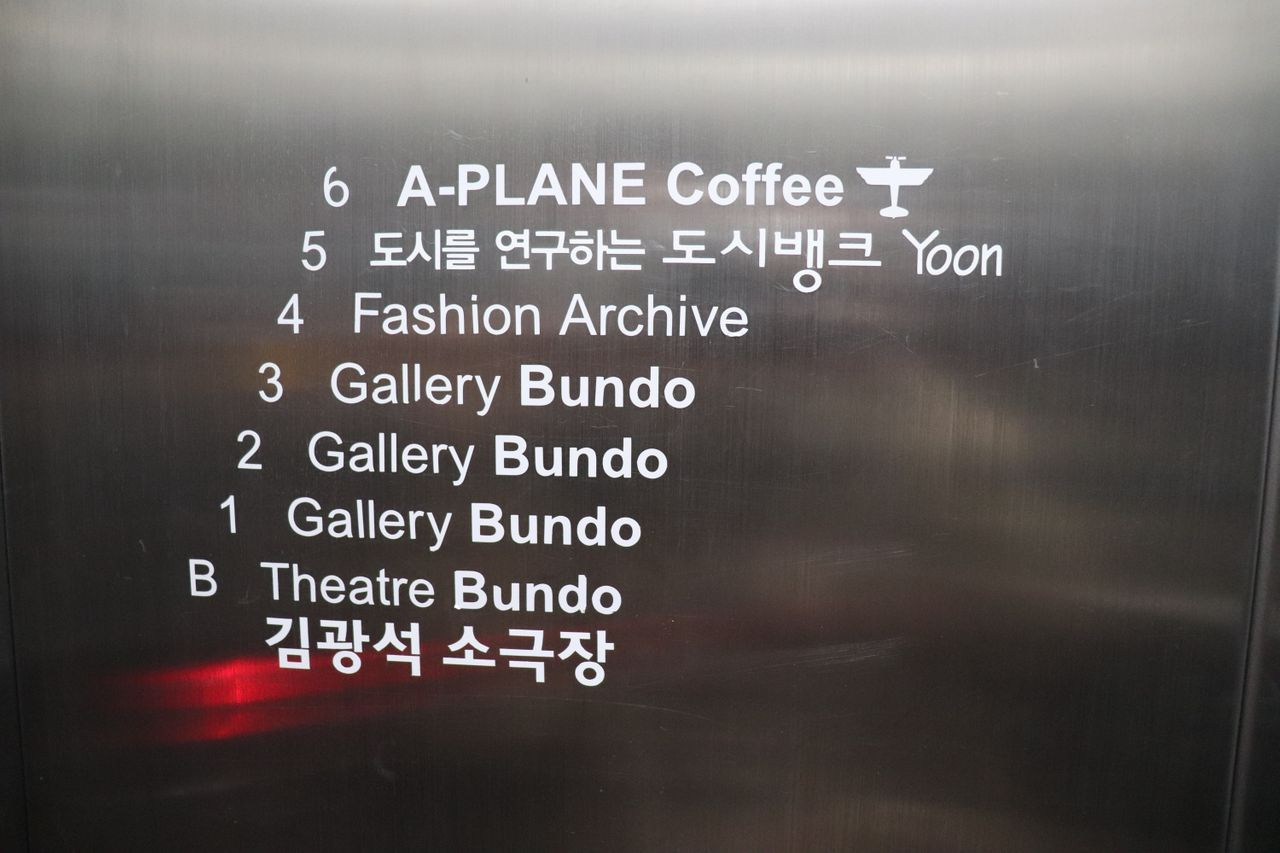 6 A-PLANE Coffee
5 도시를 연구하는 도시뱅크 Yoon
4 Fashion Archive
3 Gallery Bundo
2 Gallery Bundo
1 Gallery Bundo
B Theatre Bundo
김광석 소극장